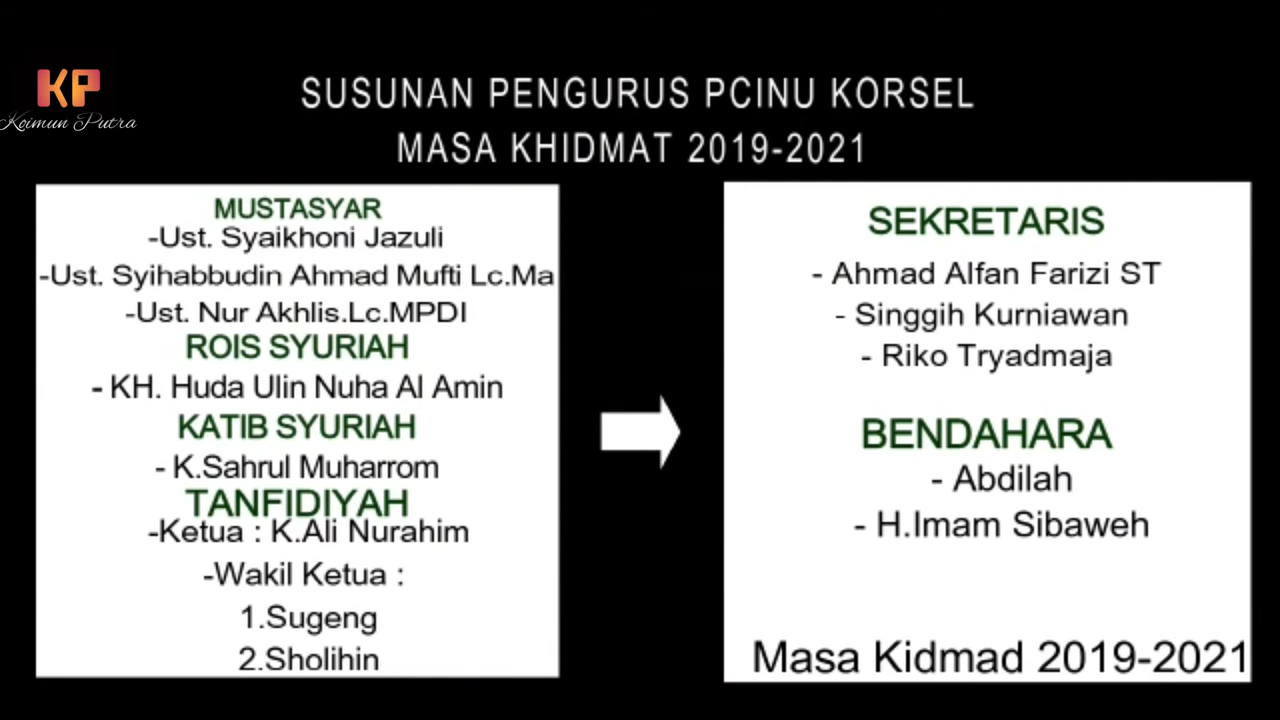 KP
Koimun Putra
SUSUNAN PENGURUS PCINU KORSEL
MASA KHIDMAT 2019-2021
MUSTASYAR
-Ust. Syaikhoni Jazuli
-Ust. Syihabbudin Ahmad Mufti Lc.Ma
-Ust. Nur Akhlis.Lc.MPDI
ROIS SYURIAH
- KH. Huda Ulin Nuha Al Amin
KATIB SYURIAH
- K.Sahrul Muharrom
TANFIDIYAH
-Ketua : K.Ali Nurahim
-Wakil Ketua :
1.Sugeng
2.Sholihin
SEKRETARIS
- Ahmad Alfan Farizi ST
- Singgih Kurniawan
- Riko Tryadmaja
BENDAHARA
- Abdilah
- H.Imam Sibaweh
Masa Kidmad 2019-2021